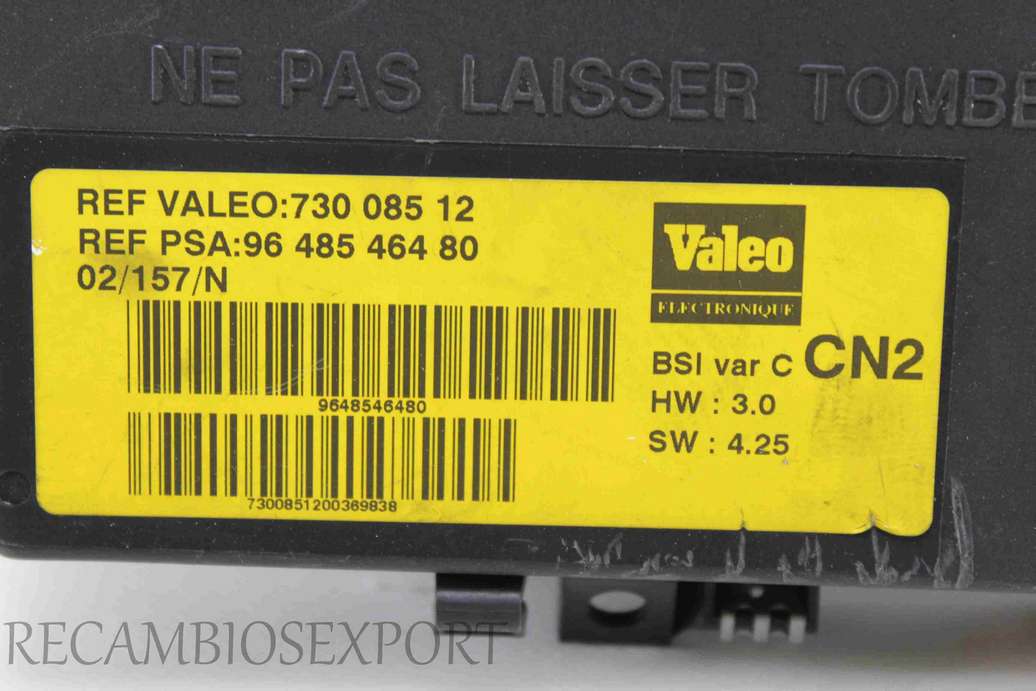 NE PAS LAISSER TOMBE
REF VALEO:730 085 12
REF PSA:96 485 464 80
02/157/N
9648546480
7300851200369838
Valeo
ELECTRONIQUE
BSI var C CN2
HW : 3.0
SW : 4.25
RECAMBIOSEXPORT